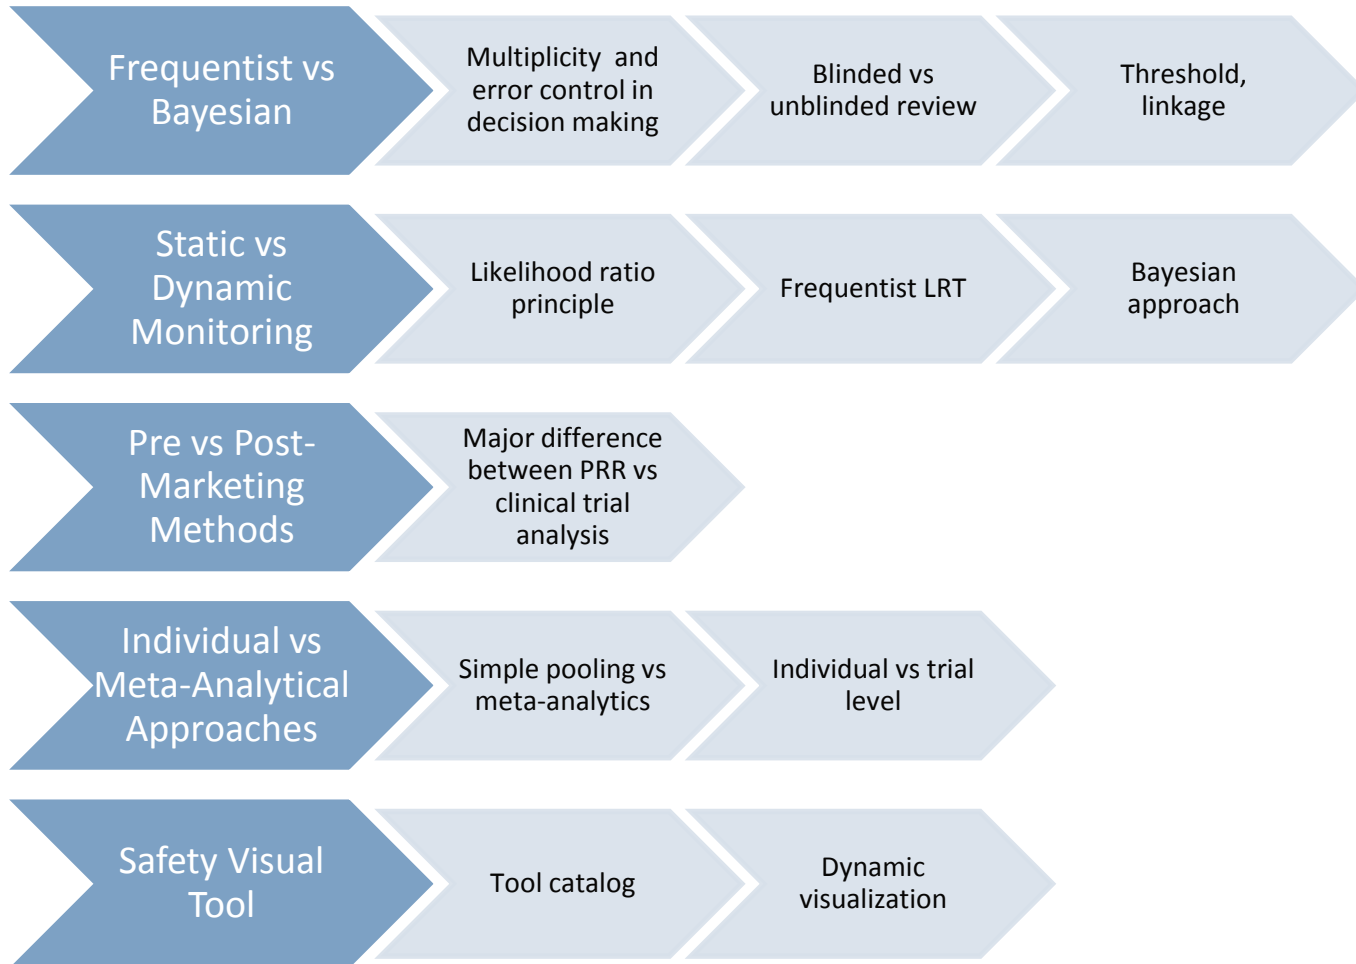 Frequentist vs
Bayesian
Multiplicity and
error control in
decision making
Blinded vs
unblinded review
Threshold,
linkage
Static vs
Dynamic
Monitoring
Likelihood ratio
principle
Frequentist LRT
Bayesian
approach
Pre vs Post-
Marketing
Methods
Major difference
between PRR vs
clinical trial
analysis
Individual vs
Meta-Analytical
Approaches
Simple pooling vs
meta-analytics
Individual vs trial
level
Safety Visual
Tool
Tool catalog
Dynamic
visualization